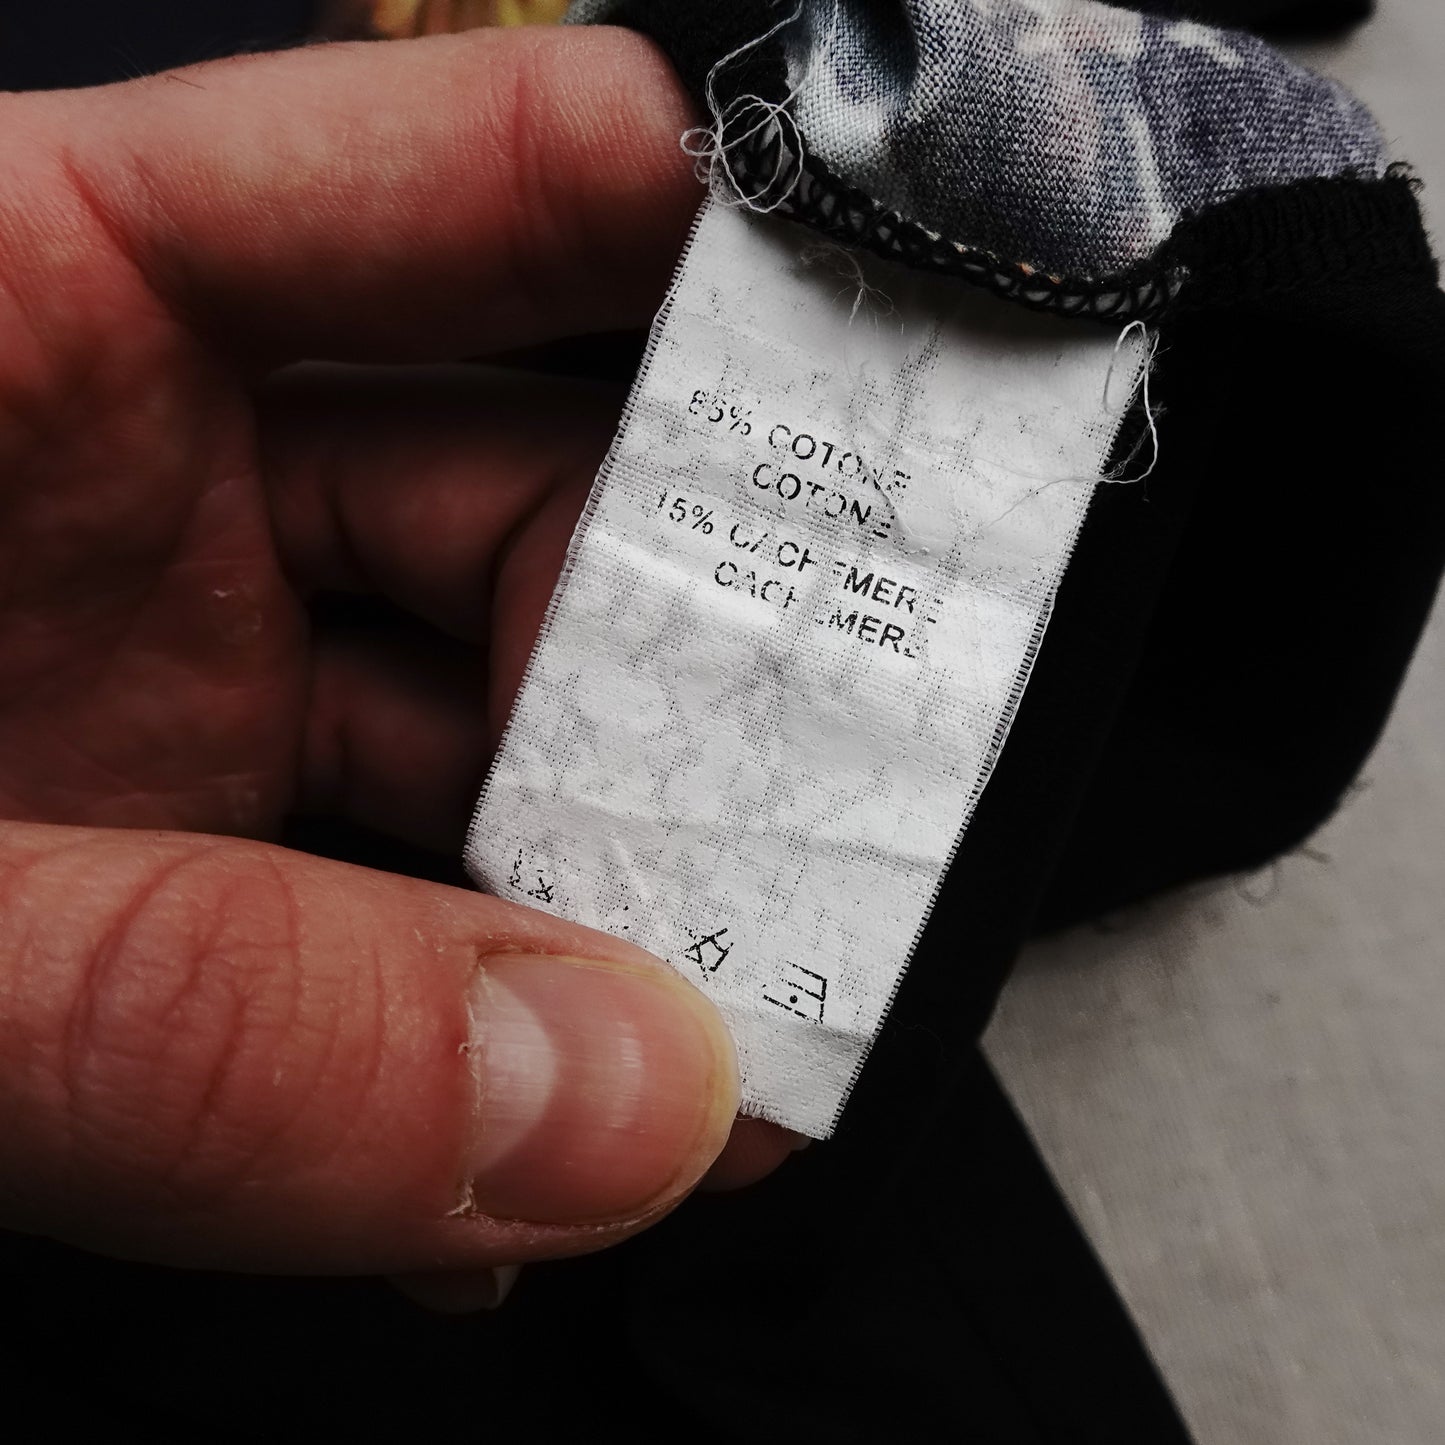 85% COTONE
COTONE
15% CACHEMERE
CACHEMERE